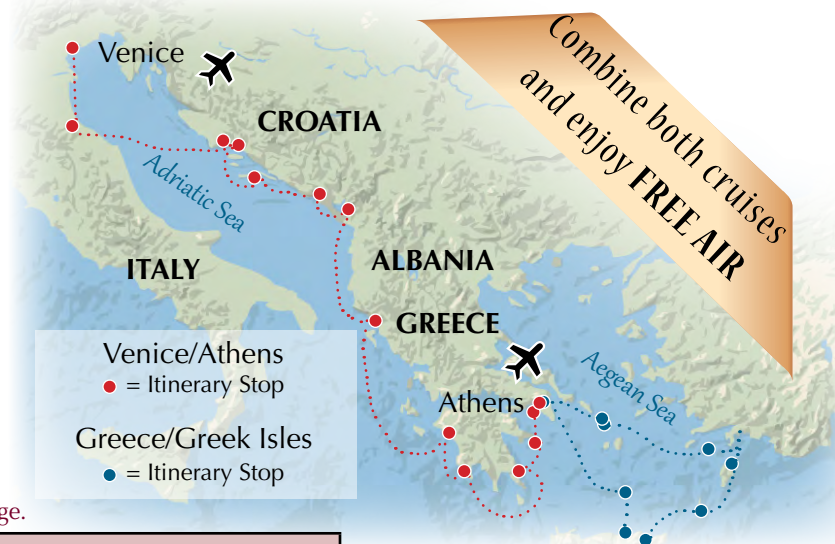 Combine both cruises
and enjoy FREE AIR
Venice
CROATIA
Adriatic Sea
ITALY
ALBANIA
GREECE
Athens
Aegean Sea
Venice/Athens
= Itinerary Stop
Greece/Greek Isles
= Itinerary Stop
ge.